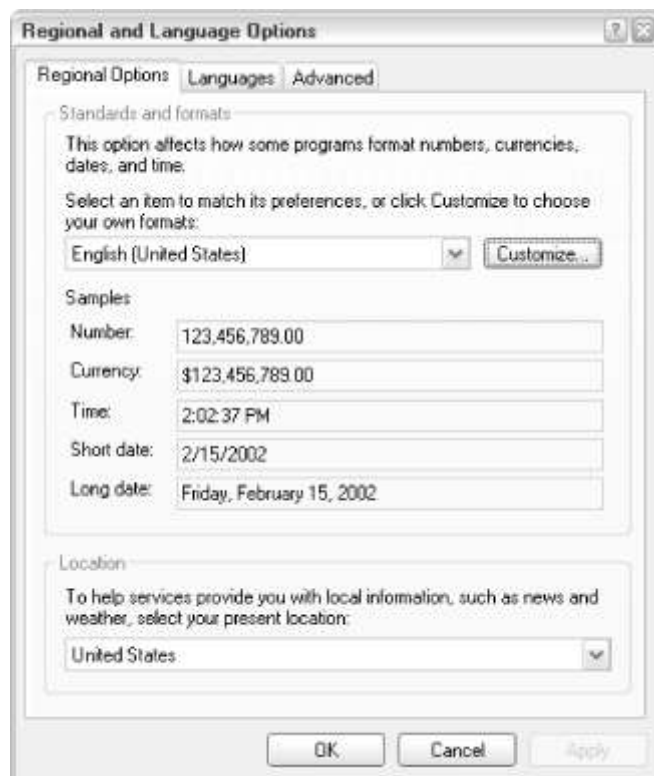 Regional and Language Options
Regional Options Languages Advanced
Standards and formats
This option affects how some programs format numbers, currencies,
dates, and time.
Select an item to match its preferences, or click Customize to choose
your own formats:
English (United States) Customize...
Samples
Number: 123,456,789.00
Currency: $123,456,789.00
Time: 2:02:37 PM
Short date: 2/15/2002
Long date: Friday, February 15, 2002
Location
To help services provide you with local information, such as news and
weather, select your present location:
United States
OK Cancel Apply